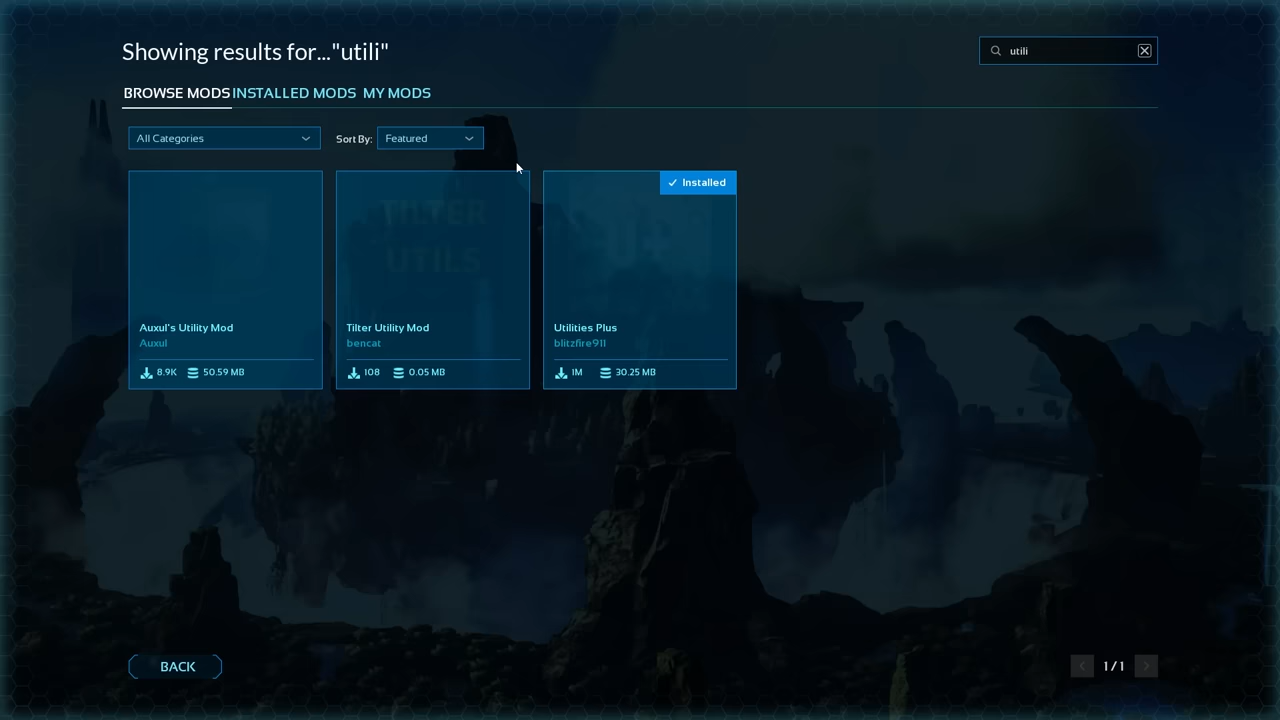 Showing results for..."utili"
utili
BROWSE MODS INSTALLED MODS MY MODS
All Categories Sort By: Featured
Installed
TILTER
UTILS
U+
Auxul's Utility Mod
Auxul
8.9K 50.59 MB
Tilter Utility Mod
bencat
108 0.05 MB
Utilities Plus
blitzfire911
1M 30.25 MB
BACK
1/1